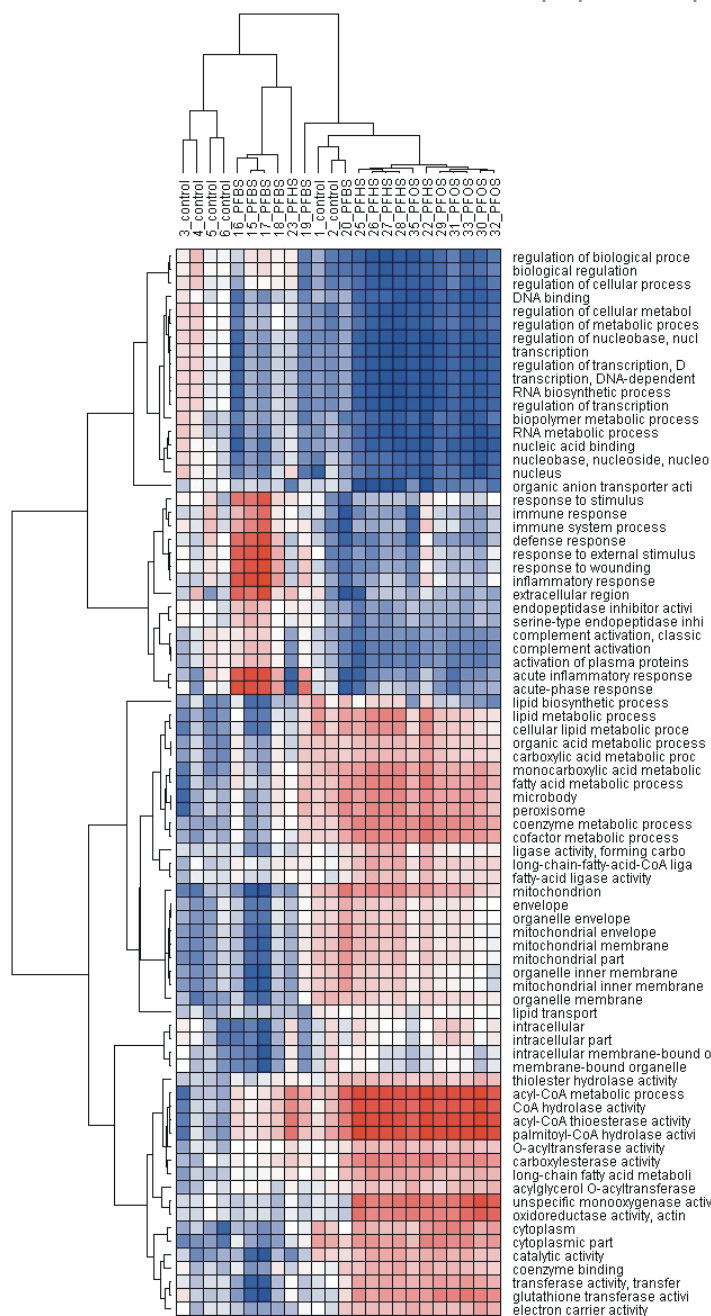 3_control
4_control
5_control
6_control
16_PFBS
15_PFBS
17_PFBS
18_PFBS
23_PFHS
19_PFBS
1_control
2_control
20_PFBS
25_PFHS
26_PFHS
27_PFHS
28_PFHS
35_PFOS
22_PFHS
29_PFOS
31_PFOS
33_PFOS
30_PFOS
32_PFOS
regulation of biological proce
biological regulation
regulation of cellular process
DNA binding
regulation of cellular metabol
regulation of metabolic proces
regulation of nucleobase, nucl
transcription
regulation of transcription, D
transcription, DNA-dependent
RNA biosynthetic process
regulation of transcription
biopolymer metabolic process
RNA metabolic process
nucleic acid binding
nucleobase, nucleoside, nucleo
nucleus
organic anion transporter acti
response to stimulus
immune response
immune system process
defense response
response to external stimulus
response to wounding
inflammatory response
extracellular region
endopeptidase inhibitor activi
serine-type endopeptidase inhi
complement activation, classic
complement activation
activation of plasma proteins
acute inflammatory response
acute-phase response
lipid biosynthetic process
lipid metabolic process
cellular lipid metabolic proce
organic acid metabolic process
carboxylic acid metabolic proc
monocarboxylic acid metabolic
fatty acid metabolic process
microbody
peroxisome
coenzyme metabolic process
cofactor metabolic process
ligase activity, forming carbo
long-chain-fatty-acid-CoA liga
fatty-acid ligase activity
mitochondrion
envelope
organelle envelope
mitochondrial envelope
mitochondrial membrane
mitochondrial part
organelle inner membrane
mitochondrial inner membrane
organelle membrane
lipid transport
intracellular
intracellular part
intracellular membrane-bound o
membrane-bound organelle
thiolester hydrolase activity
acyl-CoA metabolic process
CoA hydrolase activity
acyl-CoA thioesterase activity
palmitoyl-CoA hydrolase activi
O-acyltransferase activity
carboxylesterase activity
long-chain fatty acid metaboli
acylglycerol O-acyltransferase
unspecific monooxygenase activ
oxidoreductase activity, actin
cytoplasm
cytoplasmic part
catalytic activity
coenzyme binding
transferase activity, transfer
glutathione transferase activi
electron carrier activity